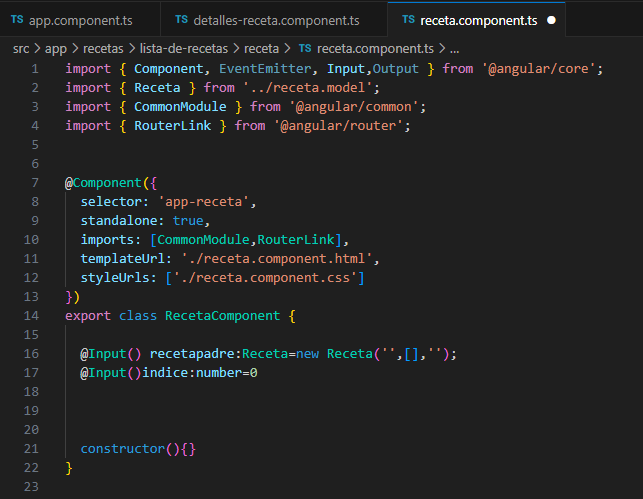 TS app.component.ts TS detalles-receta.component.ts TS receta.component.ts ●
src > app > recetas > lista-de-recetas > receta > TS receta.component.ts > ...
1 import { Component, EventEmitter, Input,Output } from '@angular/core';
2 import { Receta } from '../receta.model';
3 import { CommonModule } from '@angular/common';
4 import { RouterLink } from '@angular/router';
5
6
7 @Component({
8   selector: 'app-receta',
9   standalone: true,
10   imports: [CommonModule,RouterLink],
11   templateUrl: './receta.component.html',
12   styleUrls: ['./receta.component.css']
13 })
14 export class RecetaComponent {
15
16   @Input() recetapadre:Receta=new Receta('',[],'');
17   @Input()indice:number=0
18
19
20
21   constructor(){}
22 }
23